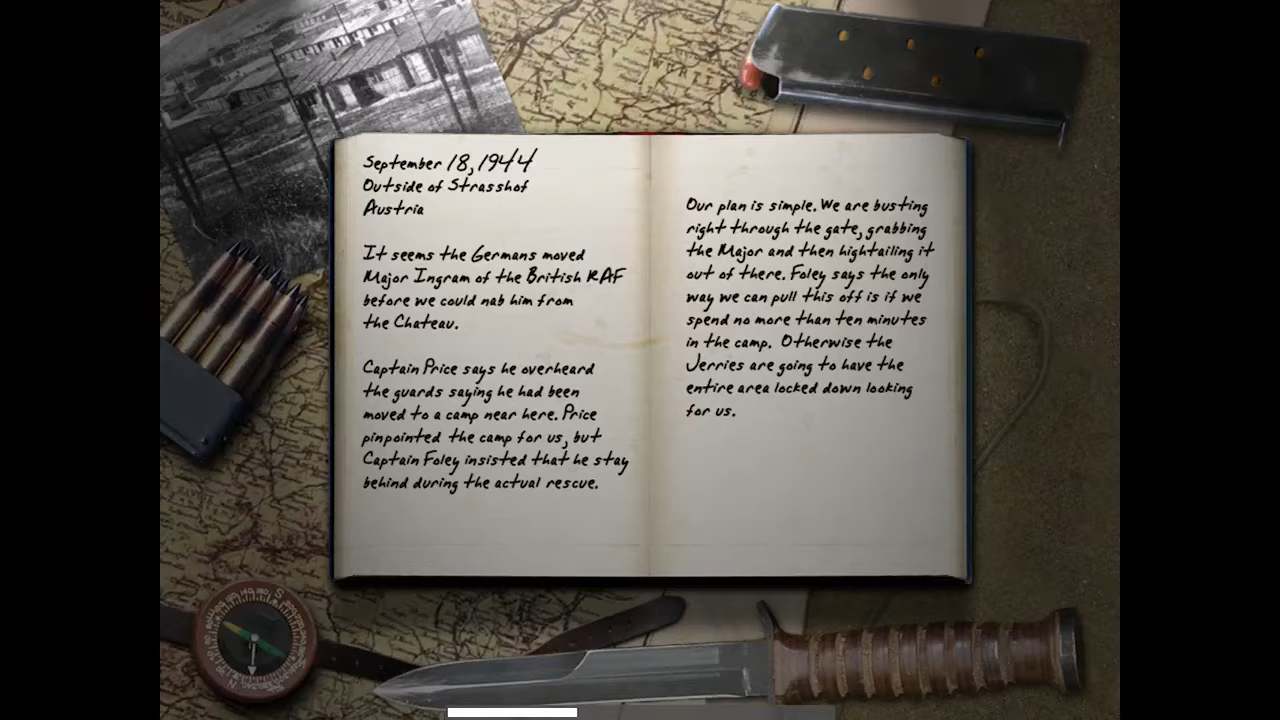 September 18, 1944
Outside of Strasshof
Austria
It seems the Germans moved
Major Ingram of the British RAF
before we could nab him from
the Chateau.
Captain Price says he overheard
the guards saying he had been
moved to a camp near here. Price
pinpointed the camp for us, but
Captain Foley insisted that he stay
behind during the actual rescue.
Our plan is simple. We are busting
right through the gate, grabbing
the Major and then hightailing it
out of there. Foley says the only
way we can pull this off is if we
spend no more than ten minutes
in the camp. Otherwise the
Jerries are going to have the
entire area locked down looking
for us.